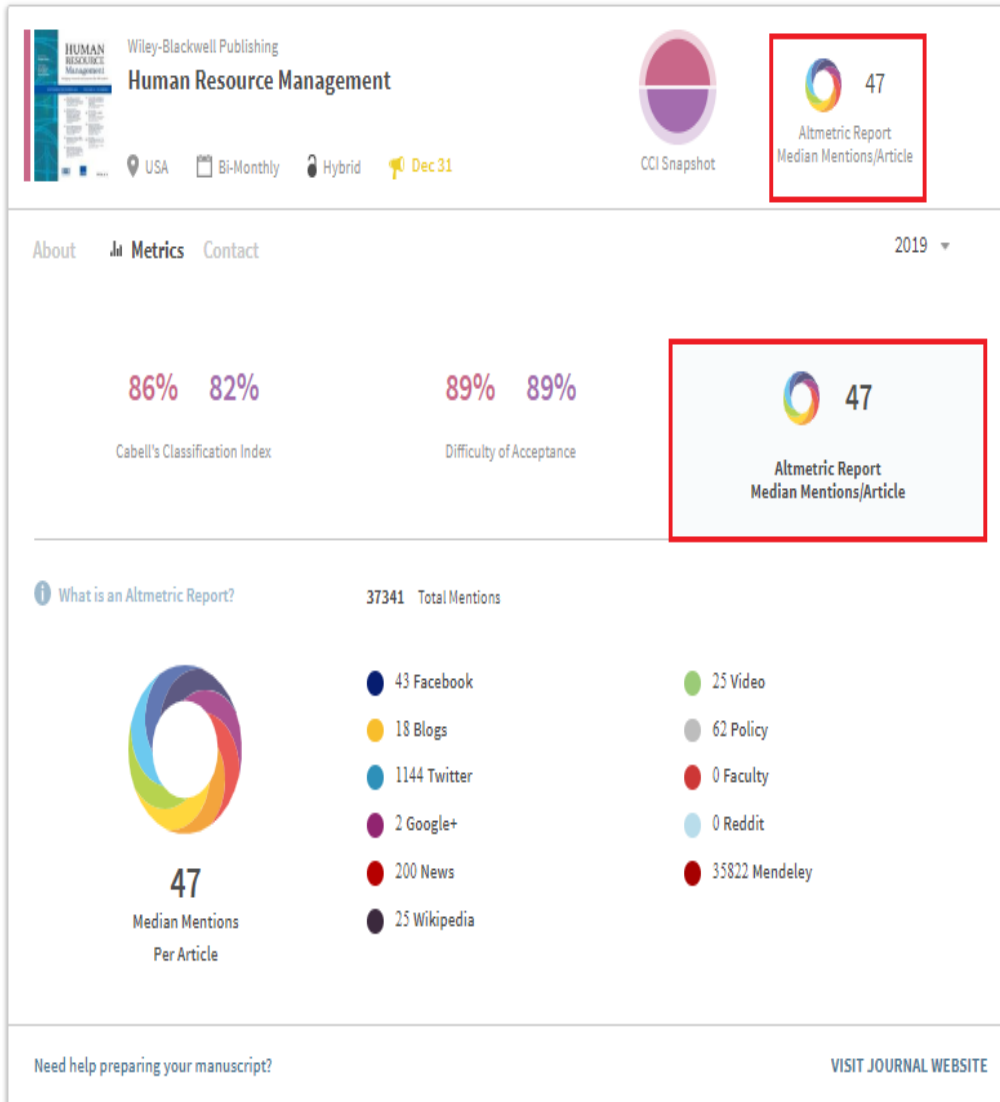 HUMAN
RESOURCE
Management
Wiley-Blackwell Publishing
Human Resource Management
USA
Bi-Monthly
Hybrid
Dec 31
CCI Snapshot
47
Altmetric Report
Median Mentions/Article
About
Metrics
Contact
2019
86% 82%
Cabell's Classification Index
89% 89%
Difficulty of Acceptance
47
Altmetric Report
Median Mentions/Article
What is an Altmetric Report?
37341 Total Mentions
47
Median Mentions
Per Article
43 Facebook
18 Blogs
1144 Twitter
2 Google+
200 News
25 Wikipedia
25 Video
62 Policy
0 Faculty
0 Reddit
35822 Mendeley
Need help preparing your manuscript?
VISIT JOURNAL WEBSITE